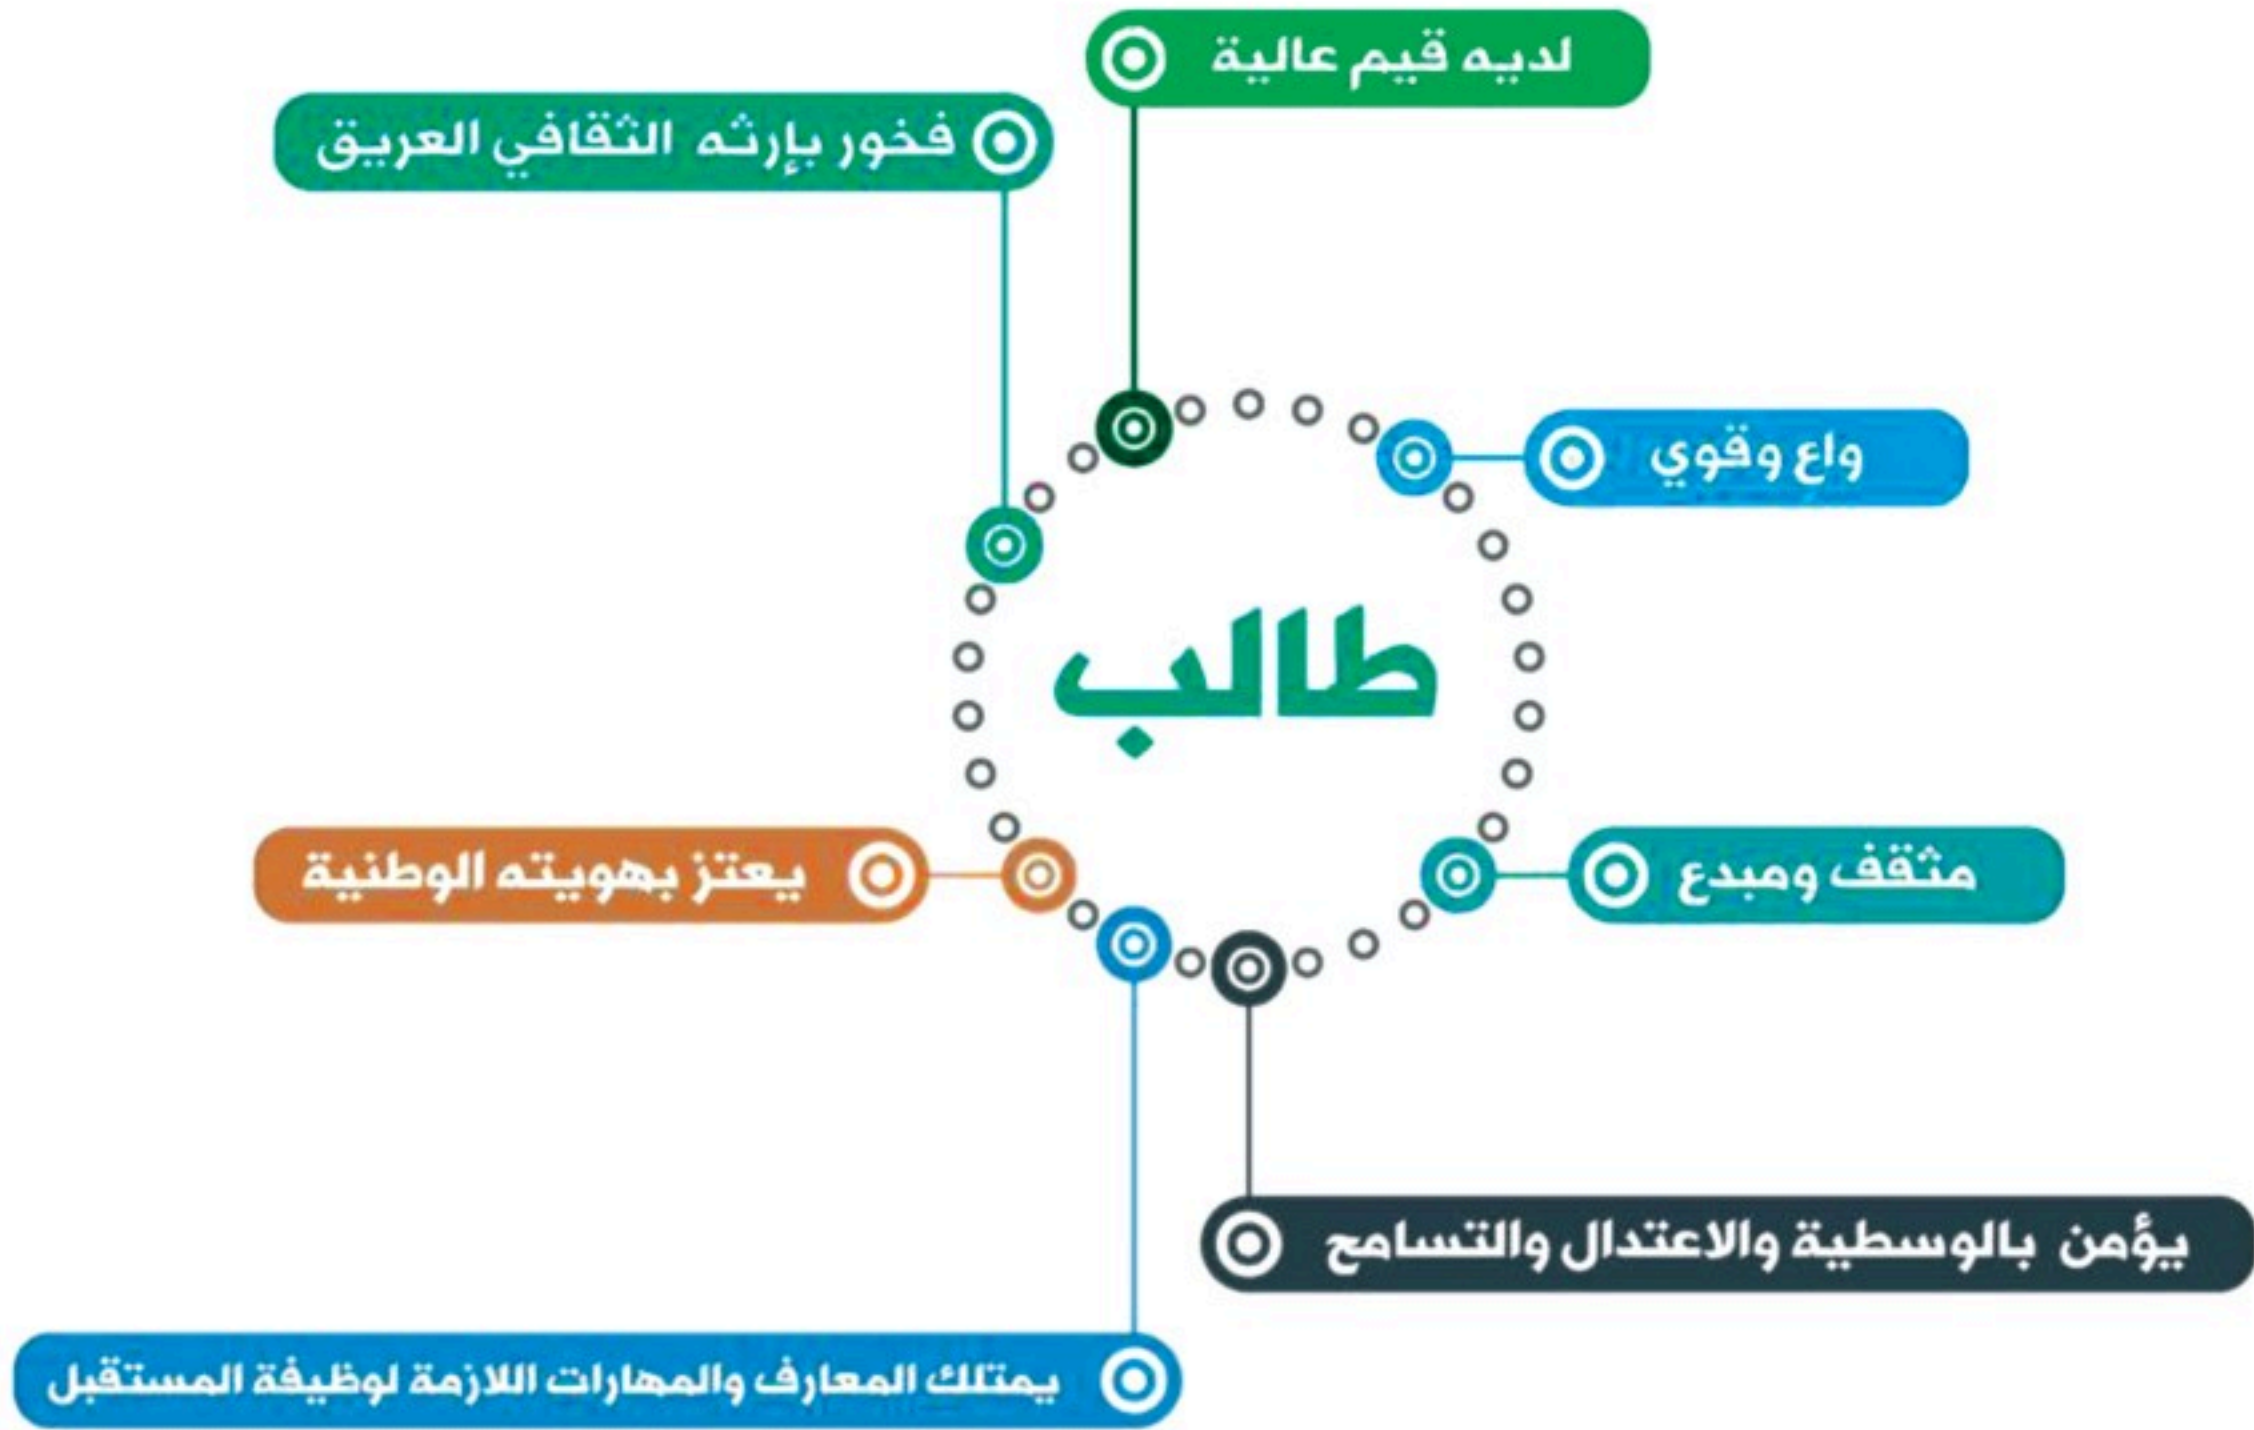 لديه قيم عالية
فخور بإرثه الثقافي العريق
واع وقوي
طالب
مثقف ومبدع
يعتز بهويته الوطنية
يؤمن بالوسطية والاعتدال والتسامح
يمتلك المعارف والمهارات اللازمة لوظيفة المستقبل